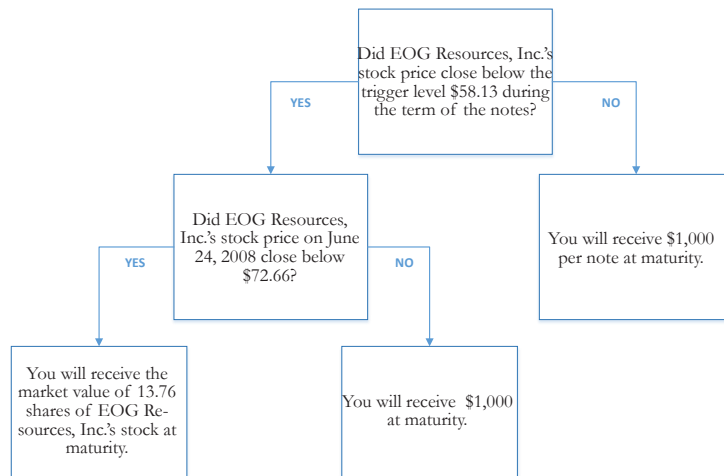 Did EOG Resources, Inc.'s
stock price close below the
trigger level $58.13 during
the term of the notes?
YES
NO
Did EOG Resources,
Inc.'s stock price on June
24, 2008 close below
$72.66?
You will receive $1,000
per note at maturity.
YES
NO
You will receive the
market value of 13.76
shares of EOG Re-
sources, Inc.'s stock at
maturity.
You will receive $1,000
at maturity.